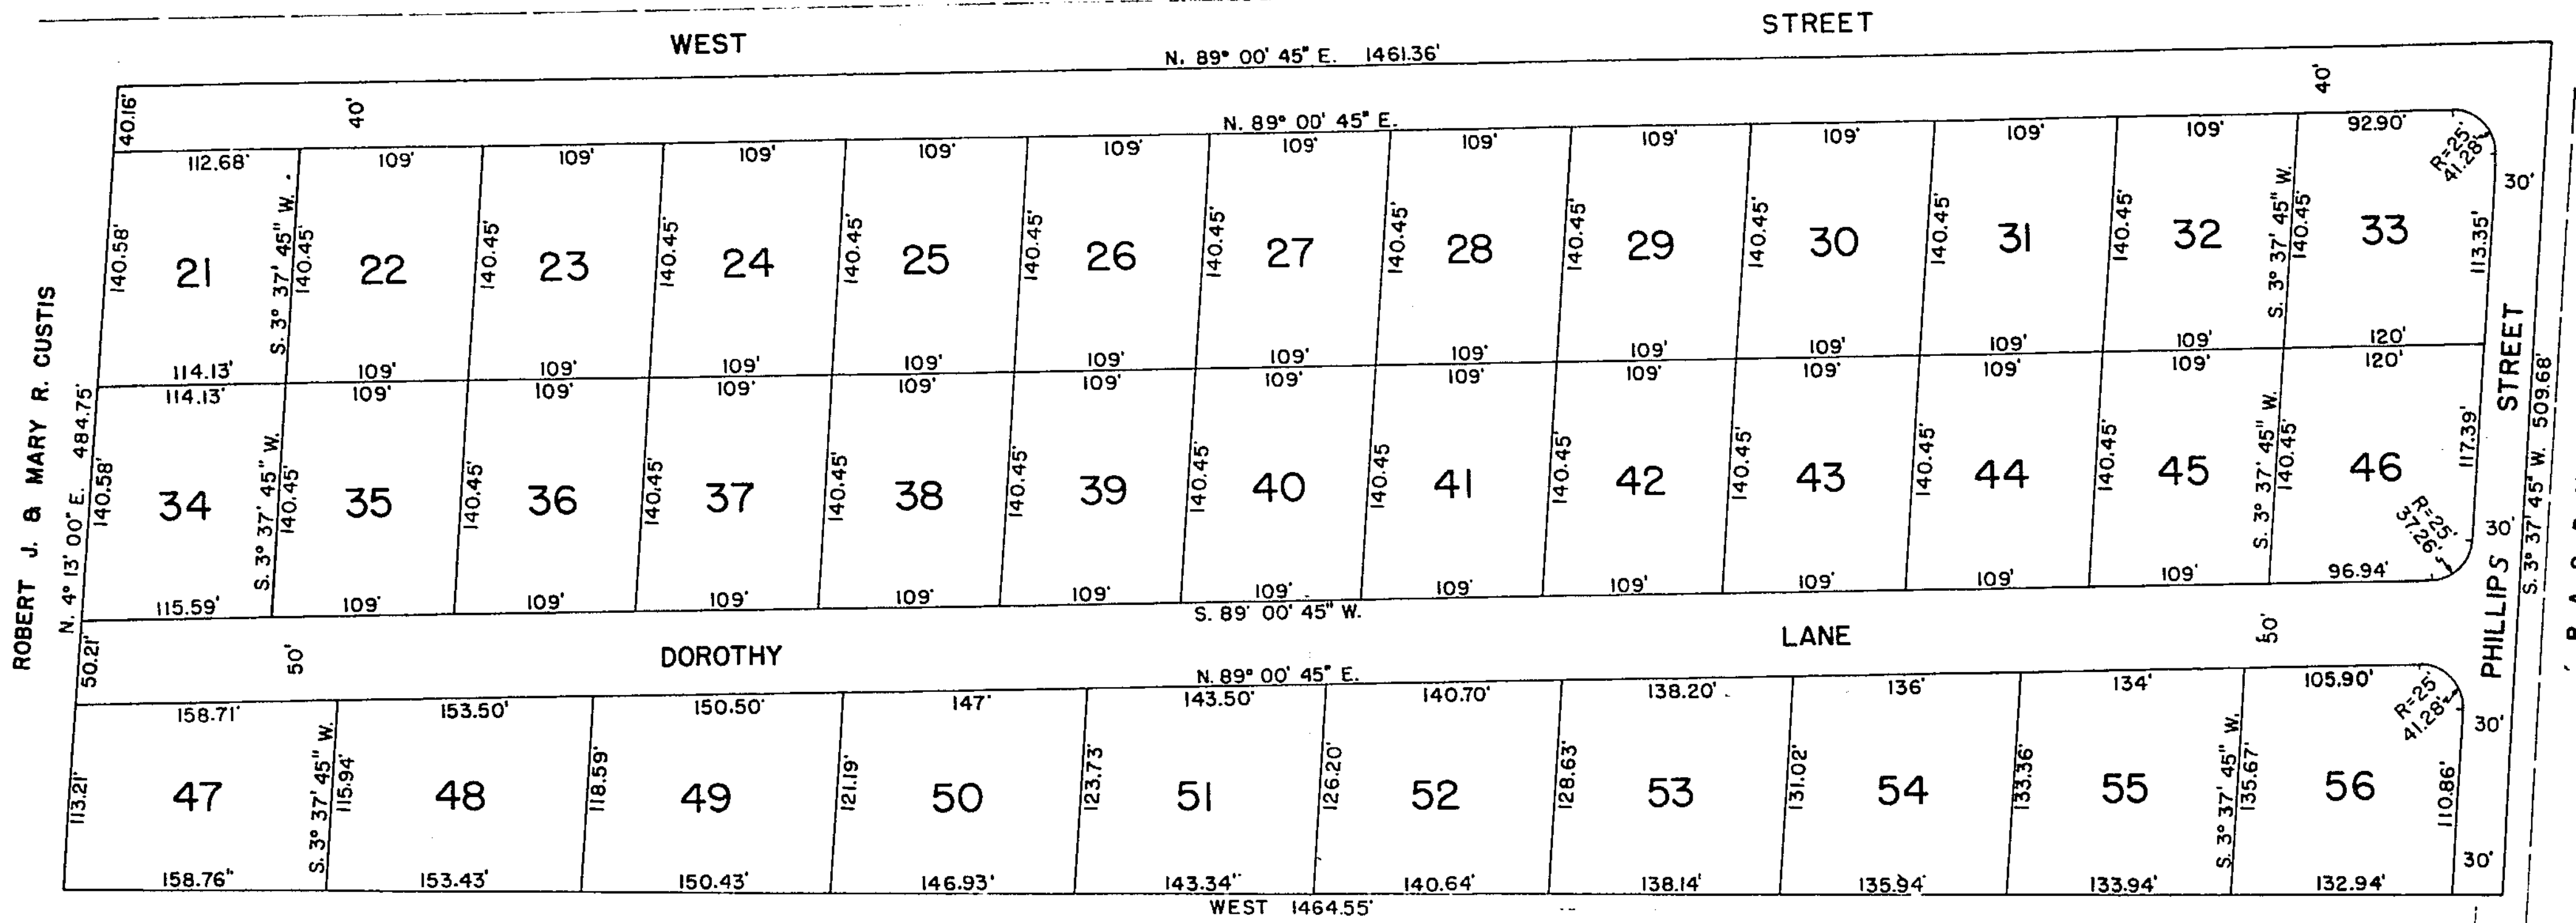 WEST STREET
N. 89° 00' 45" E. 1461.36'
40.16' 40' 40'
N. 89° 00' 45" E.
112.68' 109' 109' 109' 109' 109' 109' 109' 109' 109' 109' 109' 92.90'
R=25'
41.28'
30'
140.58' S. 3° 37' 45" W. 140.45' 140.45' 140.45' 140.45' 140.45' 140.45' 140.45' 140.45' 140.45' 140.45' 140.45' S. 3° 37' 45" W. 140.45' 113.35'
21 22 23 24 25 26 27 28 29 30 31 32 33
114.13' 109' 109' 109' 109' 109' 109' 109' 109' 109' 109' 109' 120'
114.13' 109' 109' 109' 109' 109' 109' 109' 109' 109' 109' 109' 120'
ROBERT J. & MARY R. CUSTIS
N. 4° 13' 00" E. 484.75'
PHILLIPS STREET
S. 3° 37' 45" W. 509.68'
140.58' S. 3° 37' 45" W. 140.45' 140.45' 140.45' 140.45' 140.45' 140.45' 140.45 140.45' 140.45' 140.45' 140.45' S. 3° 37' 45" W. 140.45' 117.39'
34 35 36 37 38 39 40 41 42 43 44 45 46
R=25'
37.26'
30'
115.59' 109' 109' 109' 109' 109' 109' 109' 109' 109' 109' 109' 96.94'
S. 89' 00' 45" W.
50.21' 50' 50'
DOROTHY LANE
N. 89° 00' 45" E.
158.71' 153.50' 150.50' 147' 143.50' 140.70' 138.20' 136' 134' 105.90'
R=25'
41.28'
30'
113.21' S. 3° 37' 45" W. 115.94' 118.59' 121.19' 123.73' 126.20' 128.63' 131.02' 133.36' S. 3° 37' 45" W. 135.67' 110.86'
47 48 49 50 51 52 53 54 55 56
30'
158.76" 153.43' 150.43' 146.93' 143.34" 140.64' 138.14' 135.94' 133.94' 132.94'
WEST 1464.55'